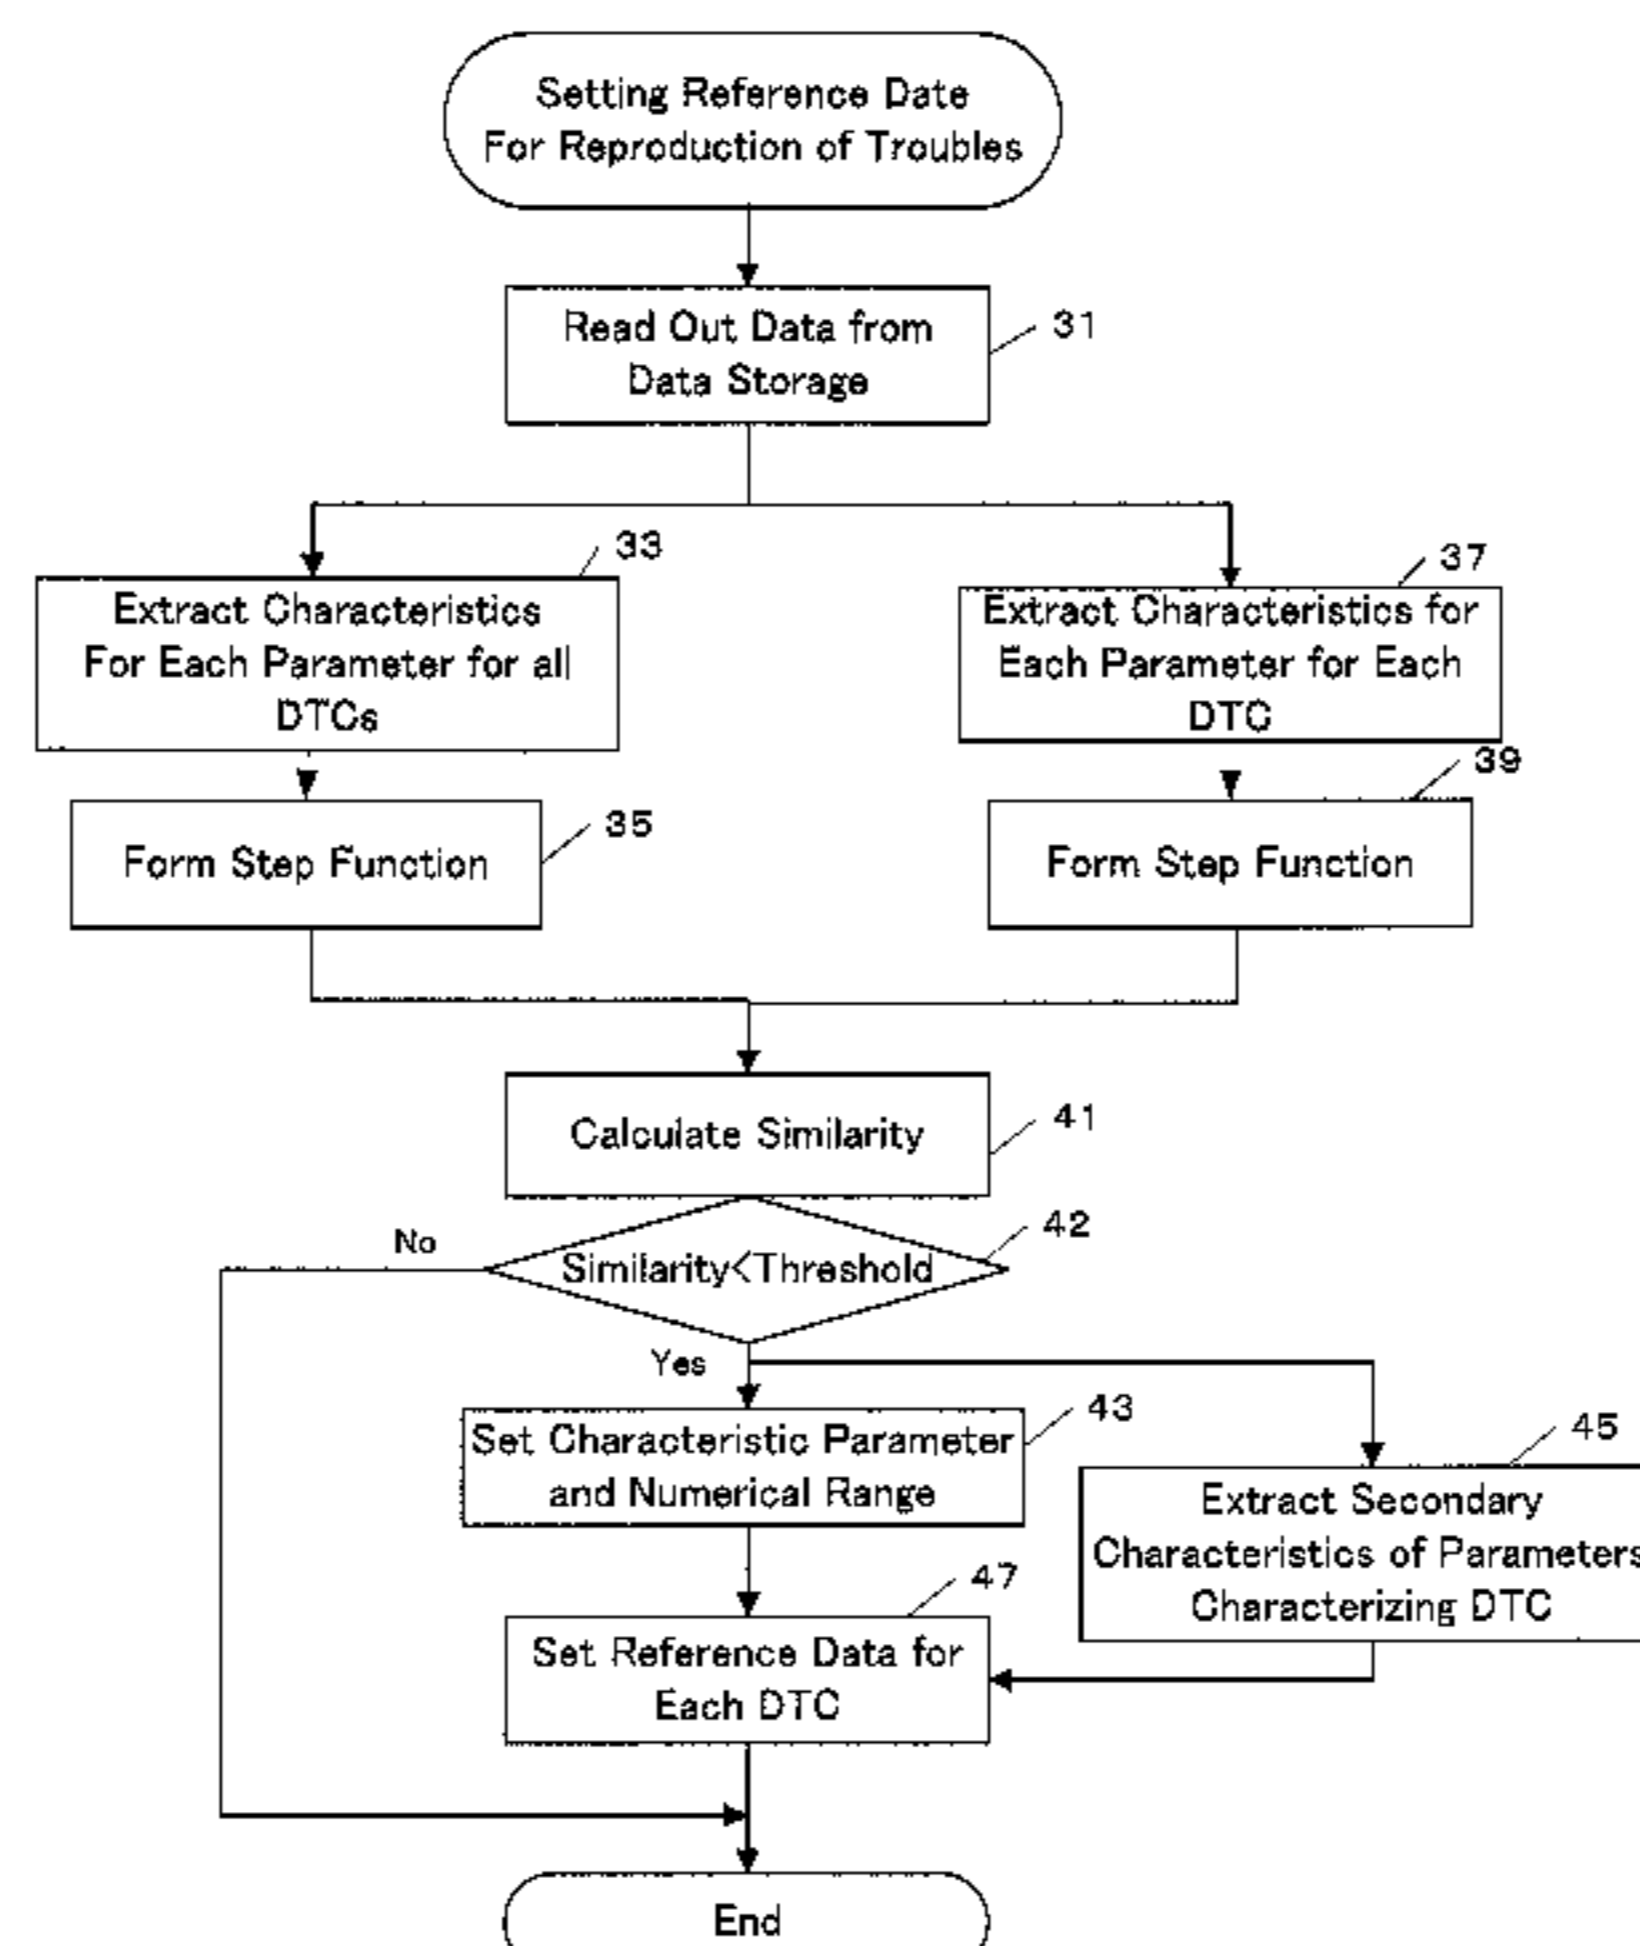 Setting Reference Date
For Reproduction of Troubles
Read Out Data from
Data Storage
31
33
Extract Characteristics
For Each Parameter for all
DTCs
37
Extract Characteristics for
Each Parameter for Each
DTC
Form Step Function
35
39
Form Step Function
Calculate Similarity
41
No
42
Similarity<Threshold
Yes
Set Characteristic Parameter
and Numerical Range
43
45
Extract Secondary
Characteristics of Parameters
Characterizing DTC
47
Set Reference Data for
Each DTC
End